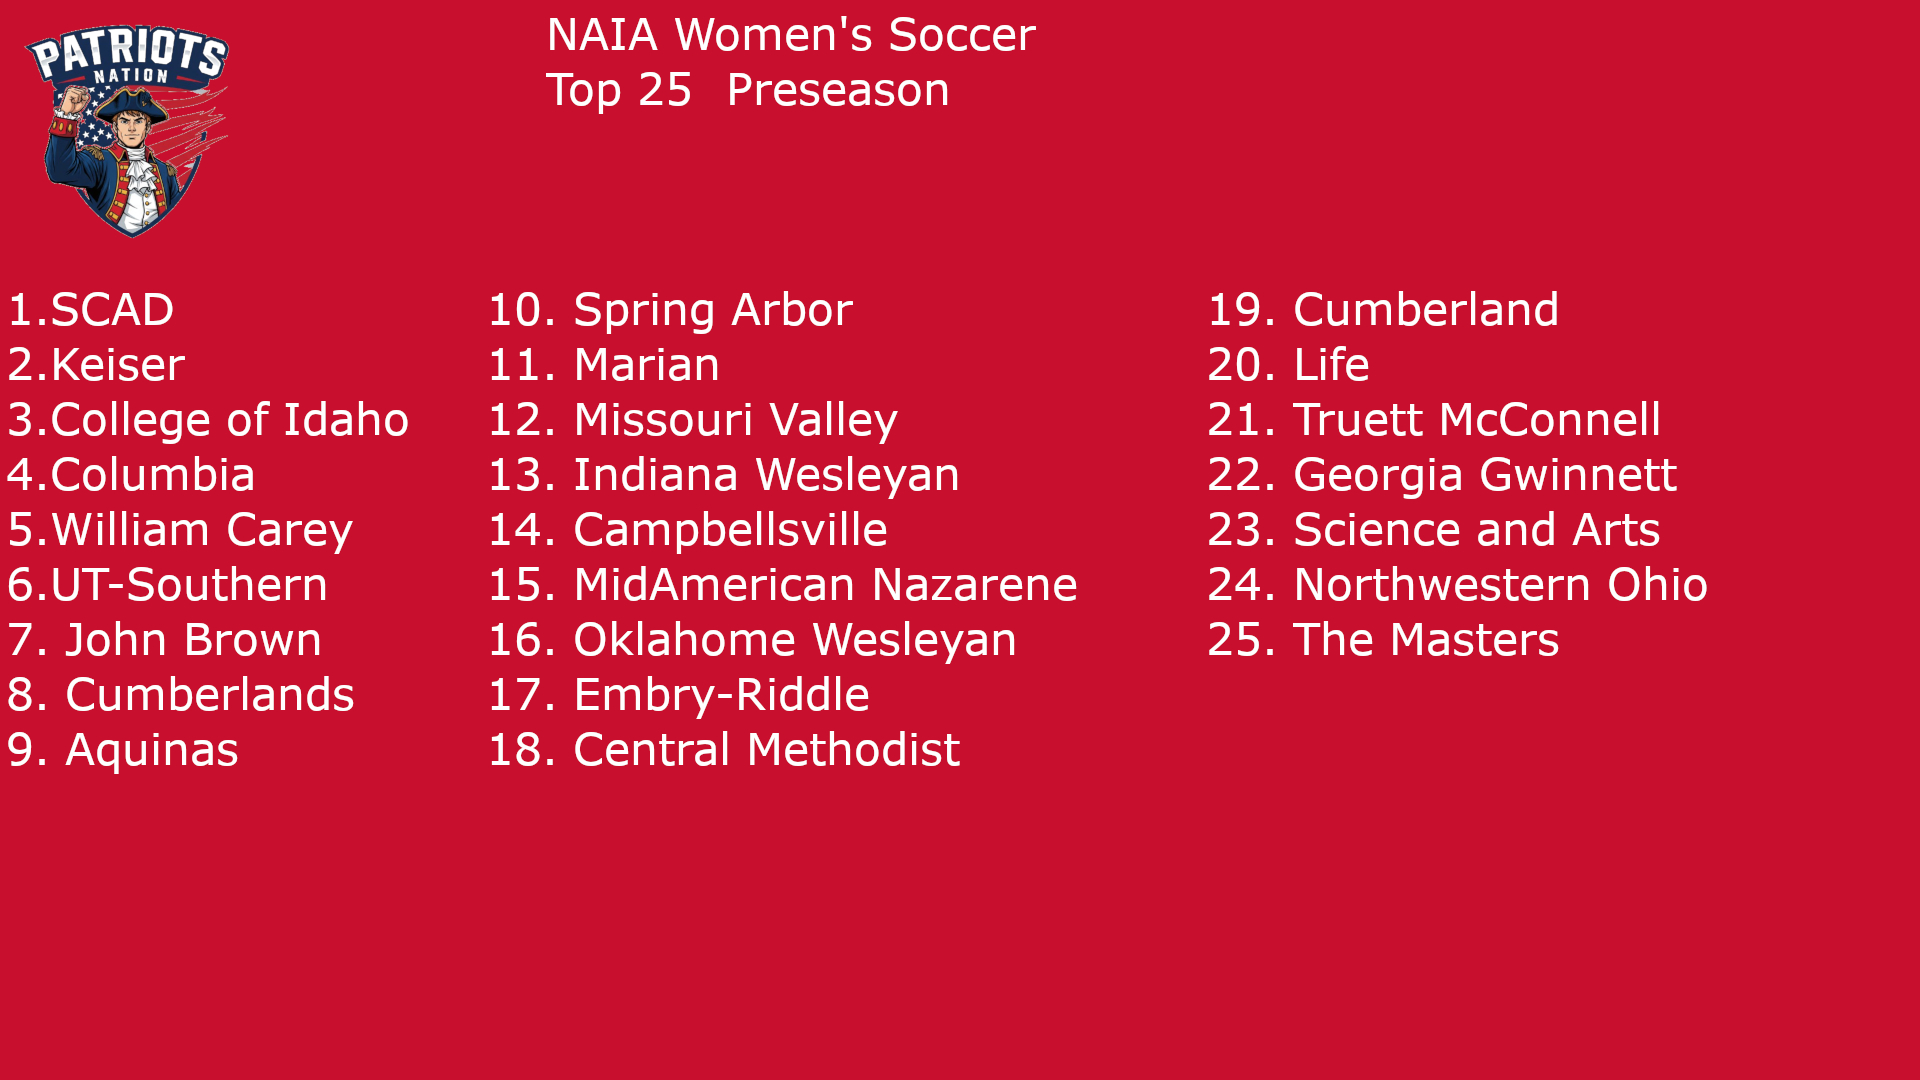 PATRIOTS
NATION
NAIA Women's Soccer
Top 25  Preseason
1.SCAD
2.Keiser
3.College of Idaho
4.Columbia
5.William Carey
6.UT-Southern
7. John Brown
8. Cumberlands
9. Aquinas
10. Spring Arbor
11. Marian
12. Missouri Valley
13. Indiana Wesleyan
14. Campbellsville
15. MidAmerican Nazarene
16. Oklahome Wesleyan
17. Embry-Riddle
18. Central Methodist
19. Cumberland
20. Life
21. Truett McConnell
22. Georgia Gwinnett
23. Science and Arts
24. Northwestern Ohio
25. The Masters